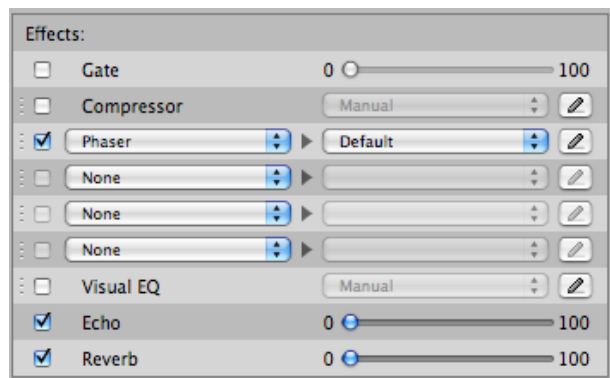 Effects:
Gate 0 100
Compressor Manual
Phaser Default
None
None
None
Visual EQ Manual
Echo 0 100
Reverb 0 100